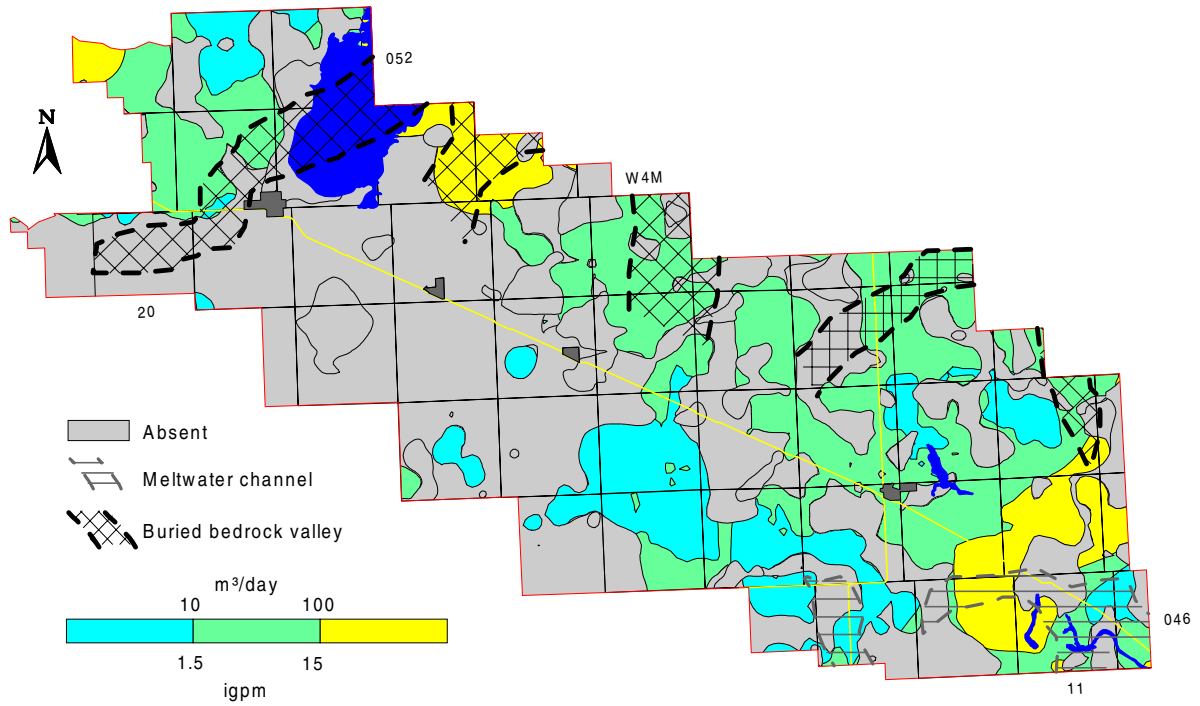 052
N
W4M
20
Absent
Meltwater channel
Buried bedrock valley
m³/day
10 100
1.5 15
igpm
046
11